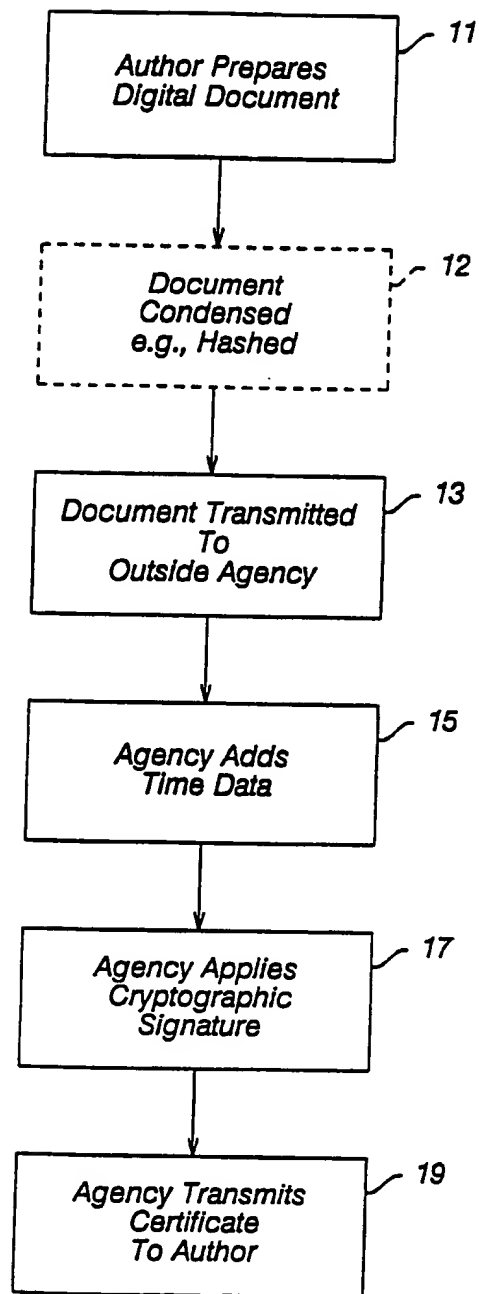 11
Author Prepares
Digital Document
12
Document
Condensed
e.g., Hashed
13
Document Transmitted
To
Outside Agency
15
Agency Adds
Time Data
17
Agency Applies
Cryptographic
Signature
19
Agency Transmits
Certificate
To Author